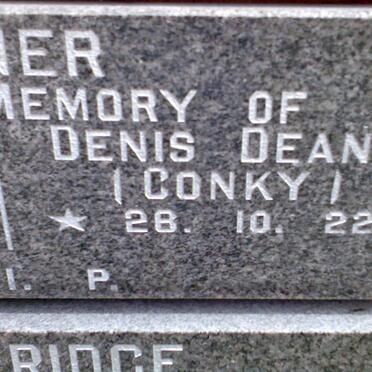 NER
MEMORY OF
DENIS DEAN
(CONKY)
★ 28. 10. 22
I. P.
RIDGE